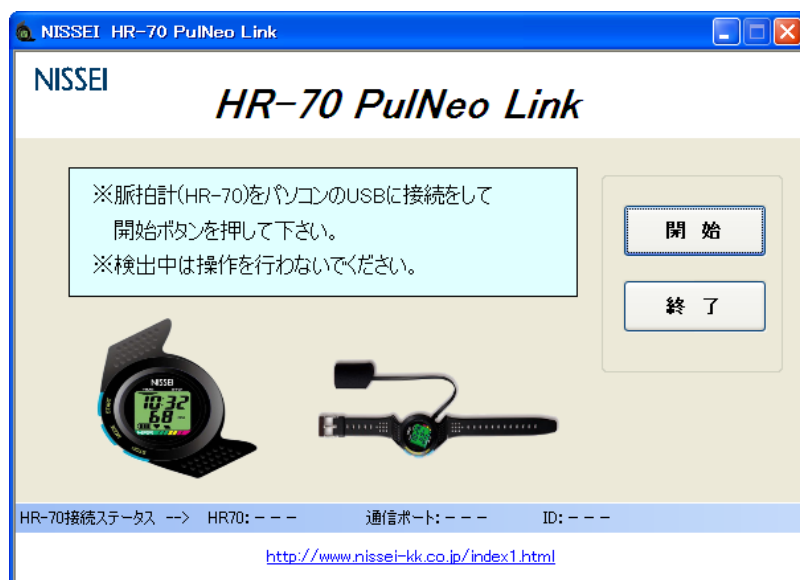 NISSEI HR-70 PulNeo Link
NISSEI
HR-70 PulNeo Link
※脈拍計(HR-70)をパソコンのUSBに接続をして
開始ボタンを押して下さい。
※検出中は操作を行わないでください。
開 始
終 了
NISSEI
10:32
68
HR-70接続ステータス --> HR70:--- 通信ポート:--- ID:---
http://www.nissei-kk.co.jp/index1.html